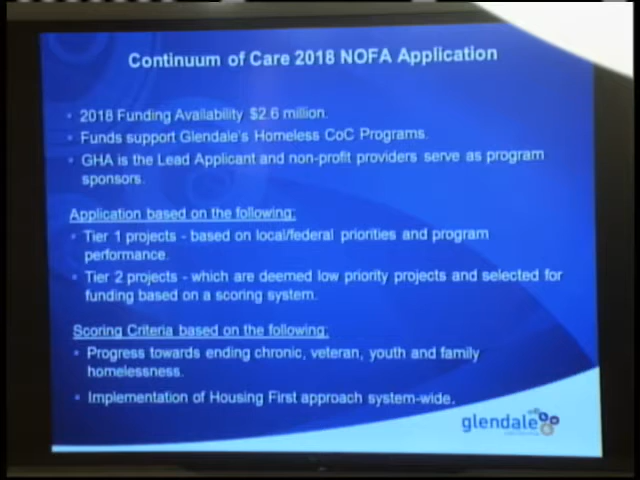 Continuum of Care 2018 NOFA Application
• 2018 Funding Availability $2.6 million.
• Funds support Glendale's Homeless CoC Programs.
• GHA is the Lead Applicant and non-profit providers serve as program
sponsors.
Application based on the following:
• Tier 1 projects - based on local/federal priorities and program
performance.
• Tier 2 projects - which are deemed low priority projects and selected for
funding based on a scoring system.
Scoring Criteria based on the following:
• Progress towards ending chronic, veteran, youth and family
homelessness.
• Implementation of Housing First approach system-wide.
glendale